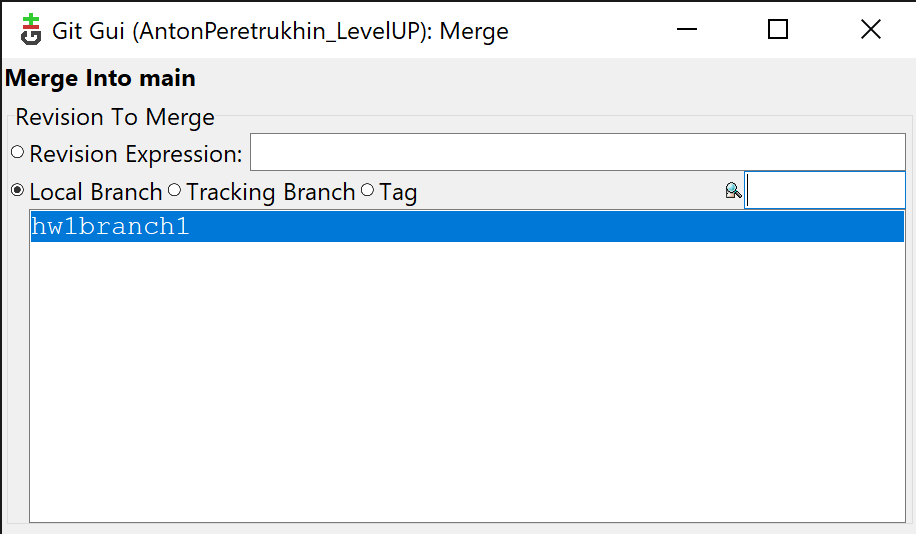 Git Gui (AntonPeretrukhin_LevelUP): Merge
Merge Into main
Revision To Merge
Revision Expression:
Local Branch Tracking Branch Tag
hw1branch1